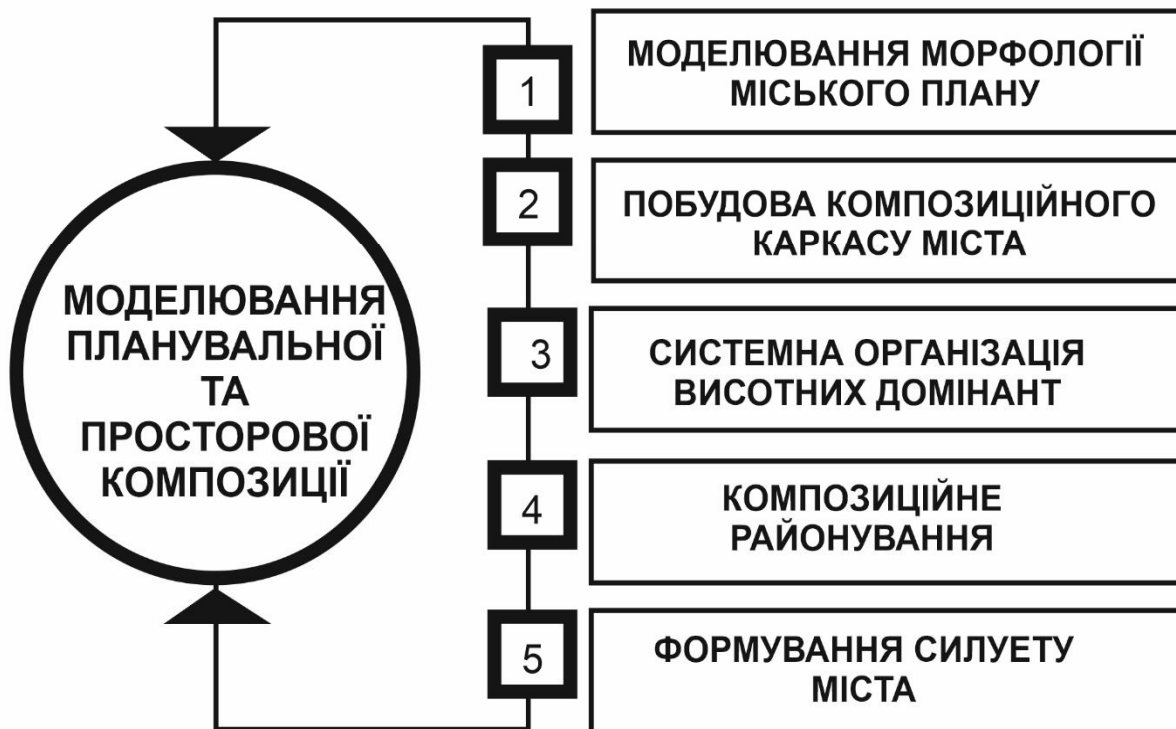 МОДЕЛЮВАННЯ
ПЛАНУВАЛЬНОЇ
ТА
ПРОСТОРОВОЇ
КОМПОЗИЦІЇ
1
МОДЕЛЮВАННЯ МОРФОЛОГІЇ
МІСЬКОГО ПЛАНУ
2
ПОБУДОВА КОМПОЗИЦІЙНОГО
КАРКАСУ МІСТА
3
СИСТЕМНА ОРГАНІЗАЦІЯ
ВИСОТНИХ ДОМІНАНТ
4
КОМПОЗИЦІЙНЕ
РАЙОНУВАННЯ
5
ФОРМУВАННЯ СИЛУЕТУ
МІСТА